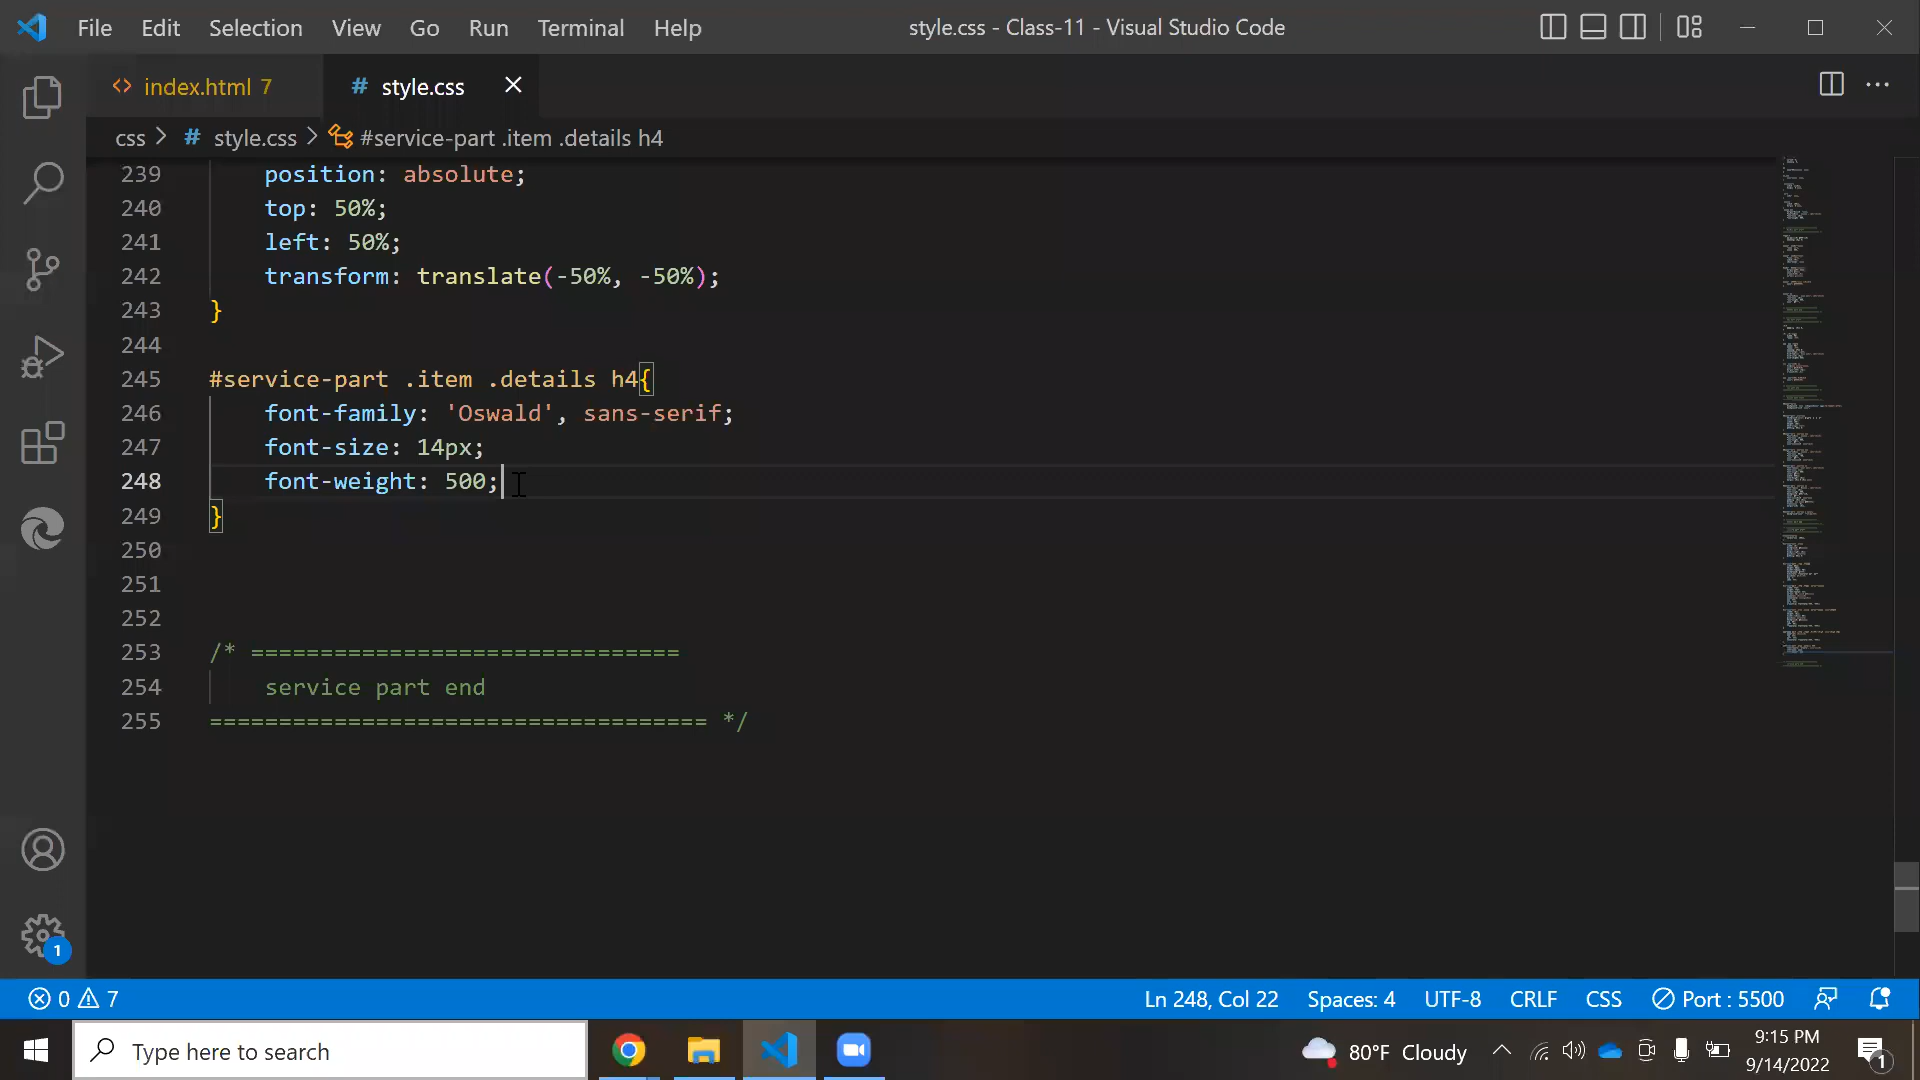 File Edit Selection View Go Run Terminal Help
style.css - Class-11 - Visual Studio Code
<> index.html 7
# style.css
css > # style.css > #service-part .item .details h4
239 position: absolute;
240 top: 50%;
241 left: 50%;
242 transform: translate(-50%, -50%);
243 }
244
245 #service-part .item .details h4{
246 font-family: 'Oswald', sans-serif;
247 font-size: 14px;
248 font-weight: 500;
249 }
250
251
252
253 /* ===============================
254 service part end
255 ==================================== */
1
0 7
Ln 248, Col 22 Spaces: 4 UTF-8 CRLF CSS Port : 5500
Type here to search
80°F Cloudy
9:15 PM
9/14/2022
1